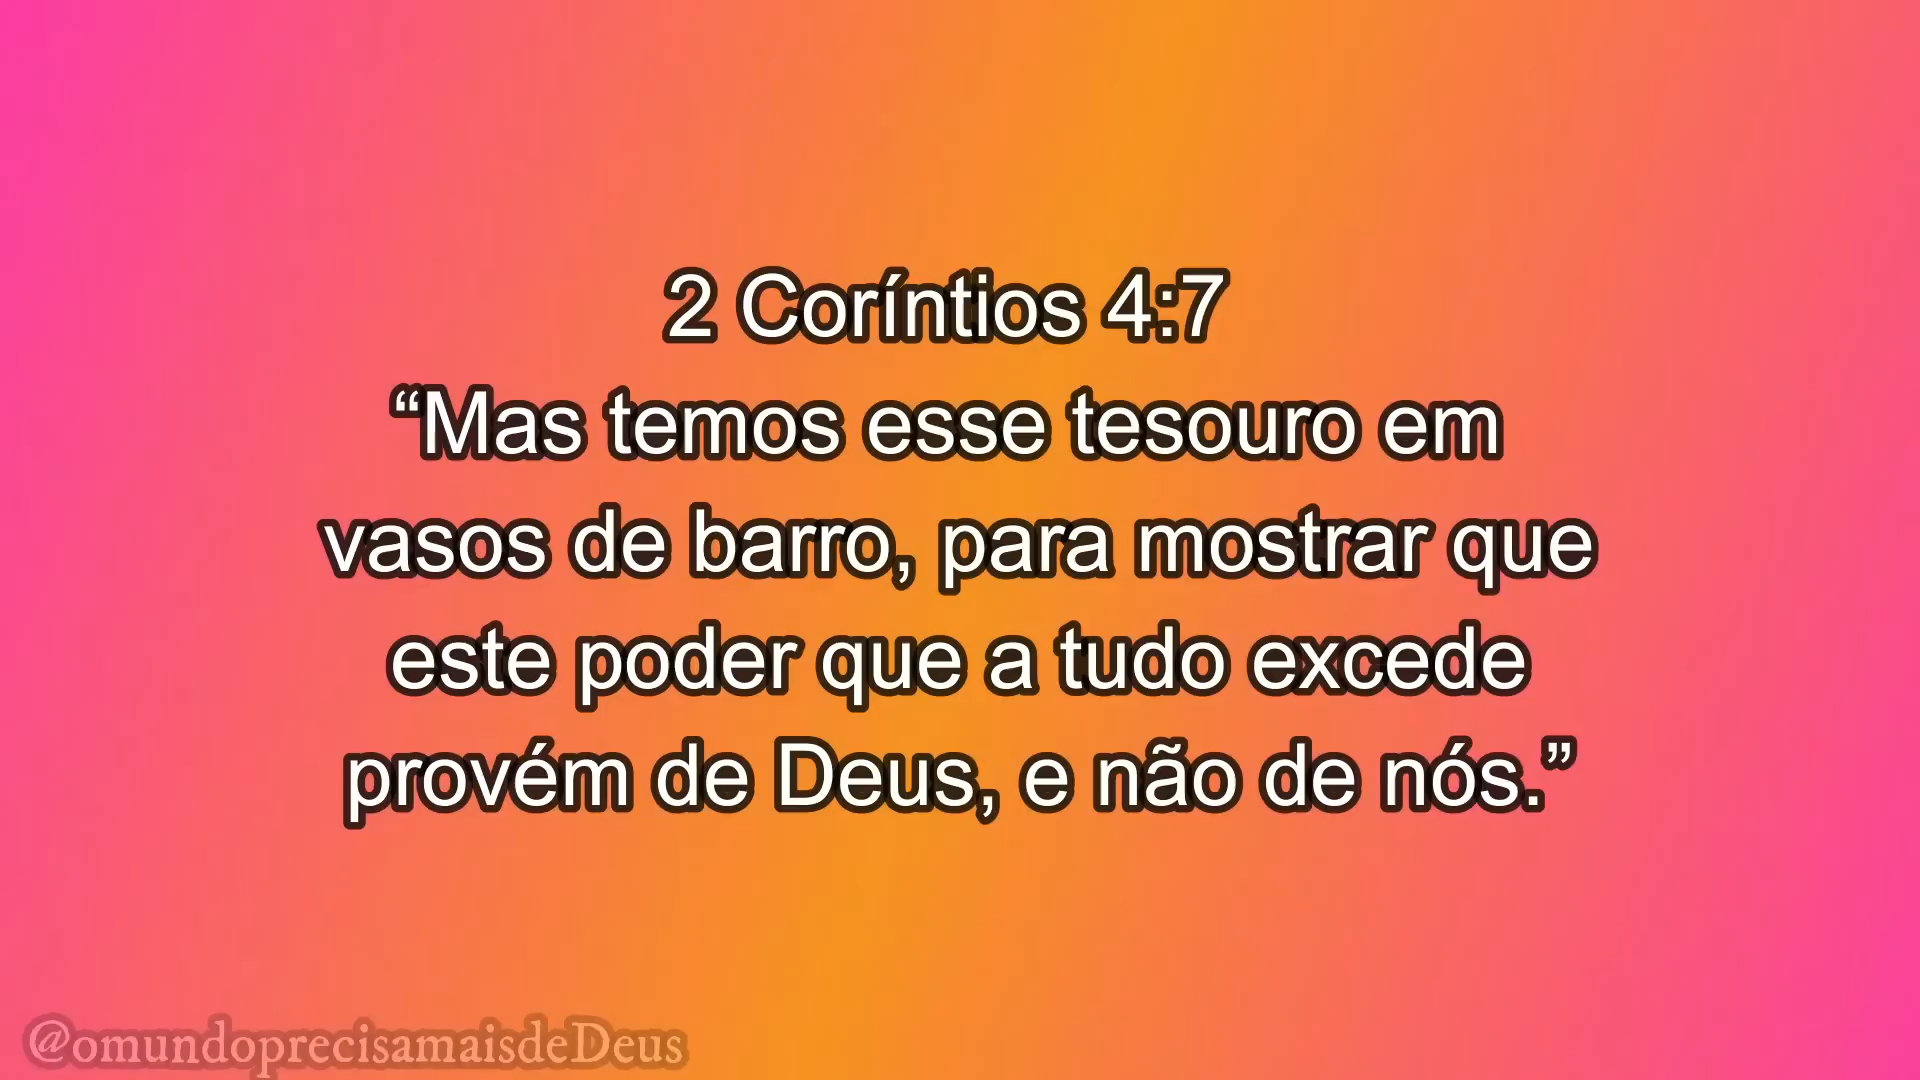 2 Coríntios 4:7
“Mas temos esse tesouro em
vasos de barro, para mostrar que
este poder que a tudo excede
provém de Deus, e não de nós.”
@omundoprecisamaisdeDeus